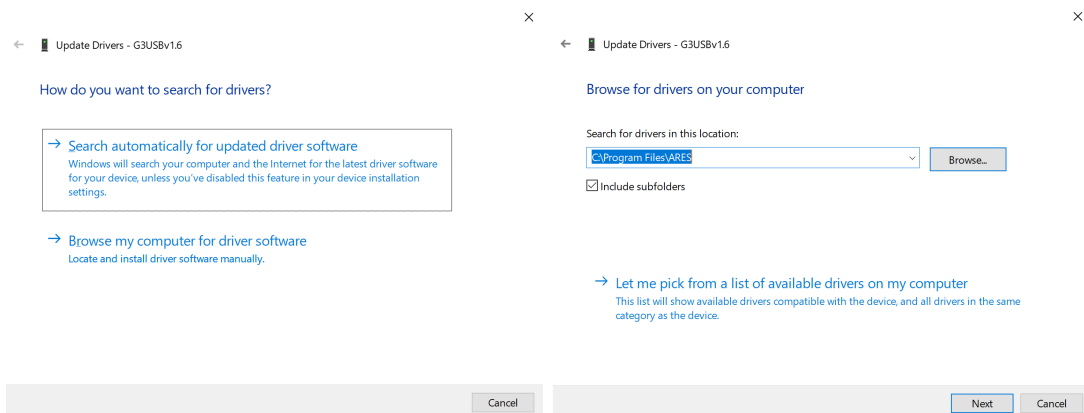 Update Drivers - G3USBv1.6
How do you want to search for drivers?
Search automatically for updated driver software
Windows will search your computer and the Internet for the latest driver software
for your device, unless you've disabled this feature in your device installation
settings.
Browse my computer for driver software
Locate and install driver software manually.
Cancel
Update Drivers - G3USBv1.6
Browse for drivers on your computer
Search for drivers in this location:
C:\Program Files\ARES
Browse...
Include subfolders
Let me pick from a list of available drivers on my computer
This list will show available drivers compatible with the device, and all drivers in the same
category as the device.
Next
Cancel